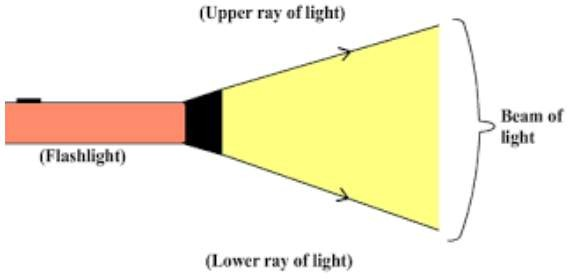 (Upper ray of light)
Beam of
light
(Flashlight)
(Lower ray of light)